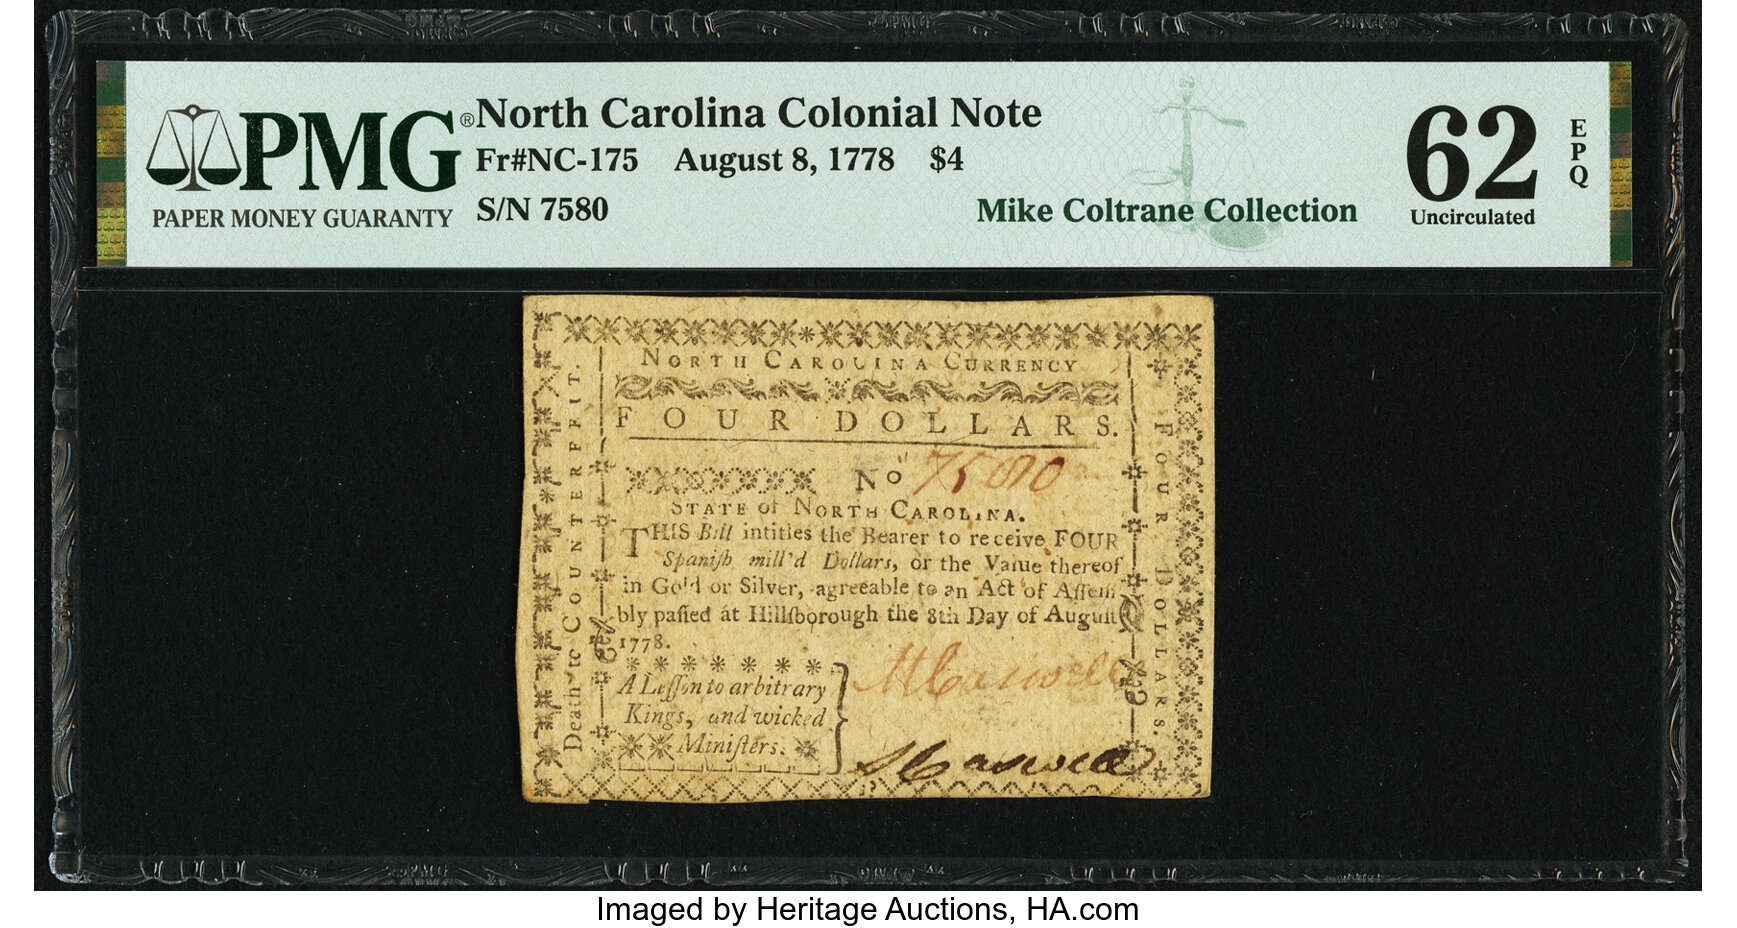 PMG®
PAPER MONEY GUARANTY
North Carolina Colonial Note
Fr#NC-175 August 8, 1778 $4
S/N 7580
Mike Coltrane Collection
62
Uncirculated
EPQ
NORTH CAROLINA CURRENCY
FOUR DOLLARS.
No 7580
STATE of NORTH CAROLINA.
THIS Bill intitles the Bearer to receive FOUR
Spaniſh mill'd Dollars, or the Value thereof
in Gold or Silver, agreeable to an Act of Aſſem
bly paſſed at Hillſborough the 8th Day of Auguſt
1778.
A Leſſon to arbitrary
Kings, and wicked
Miniſters.
Death to COUNTERFEIT.
FOUR DOLLARS.
Imaged by Heritage Auctions, HA.com